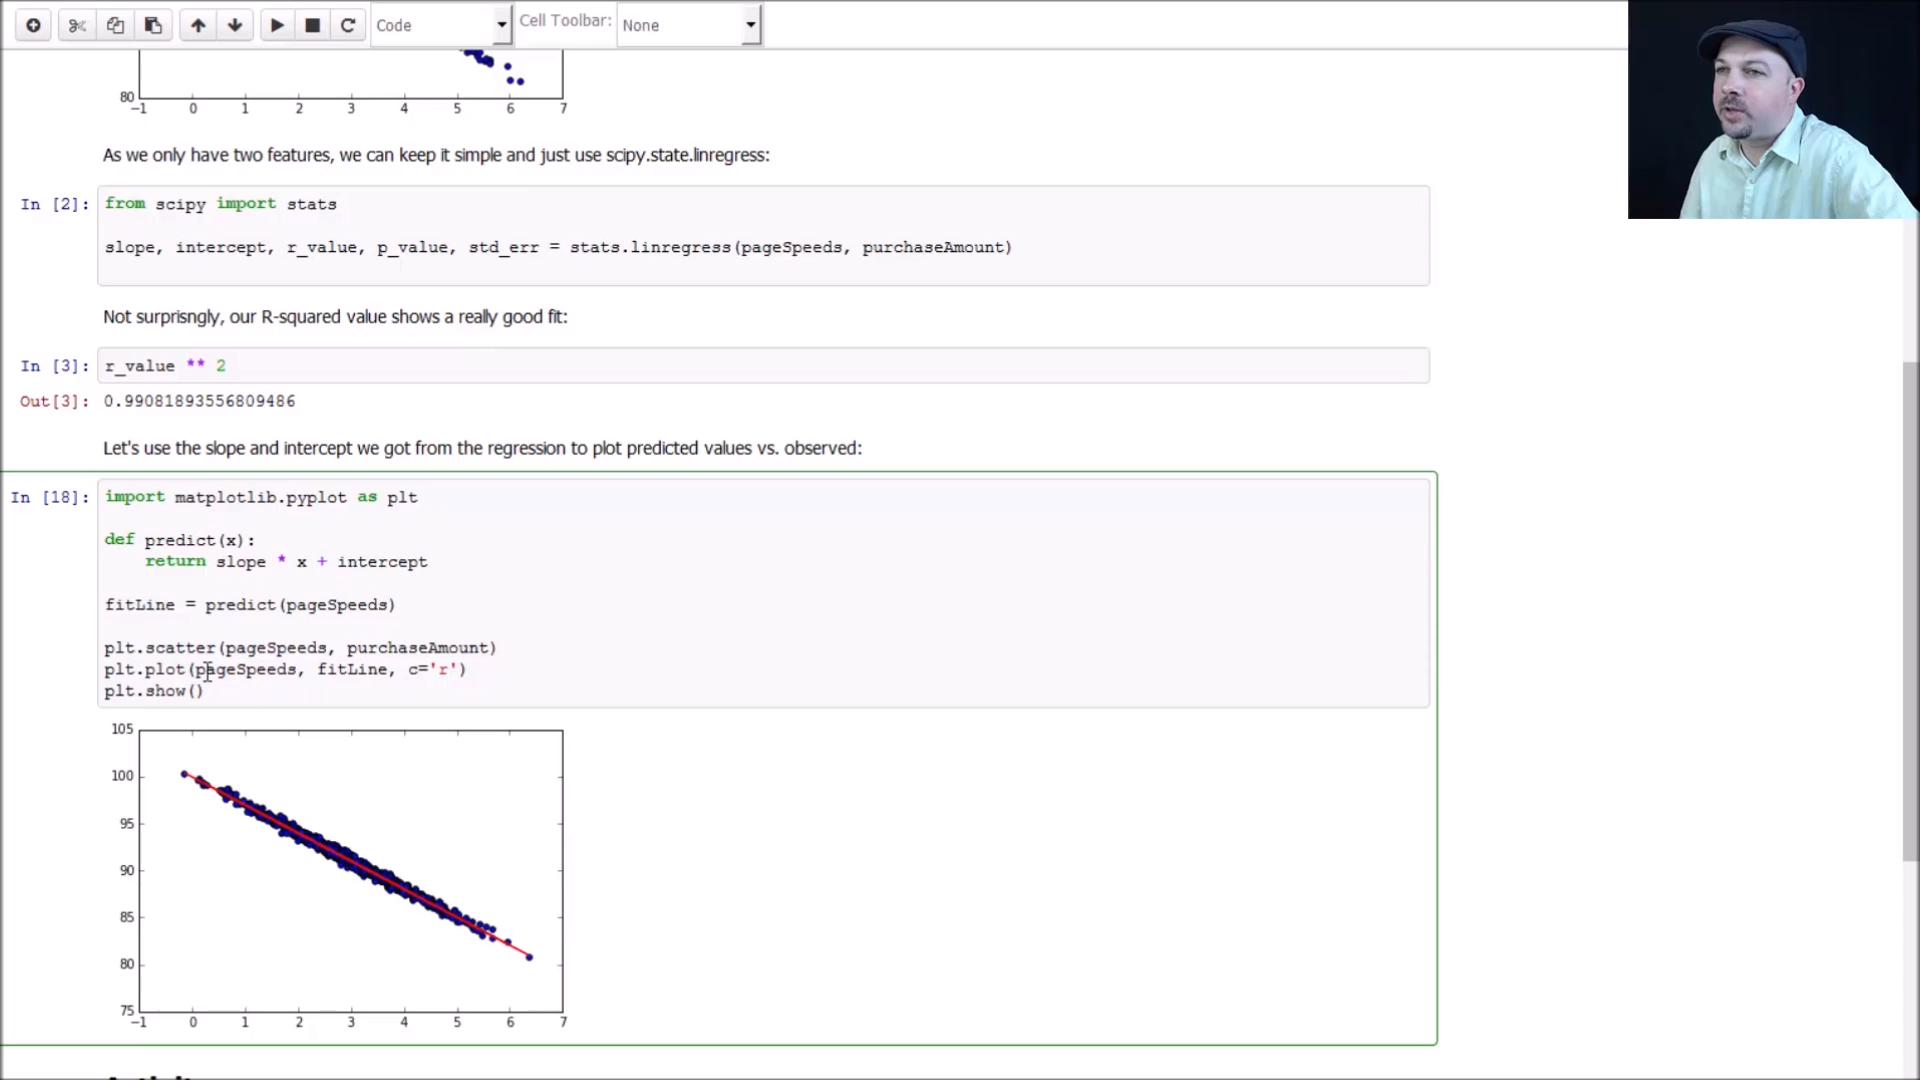 Code
Cell Toolbar:
None
80
-1 0 1 2 3 4 5 6 7
As we only have two features, we can keep it simple and just use scipy.state.linregress:
In [2]:
from scipy import stats
slope, intercept, r_value, p_value, std_err = stats.linregress(pageSpeeds, purchaseAmount)
Not surprisngly, our R-squared value shows a really good fit:
In [3]:
r_value ** 2
Out[3]:
0.99081893556809486
Let's use the slope and intercept we got from the regression to plot predicted values vs. observed:
In [18]:
import matplotlib.pyplot as plt
def predict(x):
return slope * x + intercept
fitLine = predict(pageSpeeds)
plt.scatter(pageSpeeds, purchaseAmount)
plt.plot(pageSpeeds, fitLine, c='r')
plt.show()
105
100
95
90
85
80
75
-1 0 1 2 3 4 5 6 7